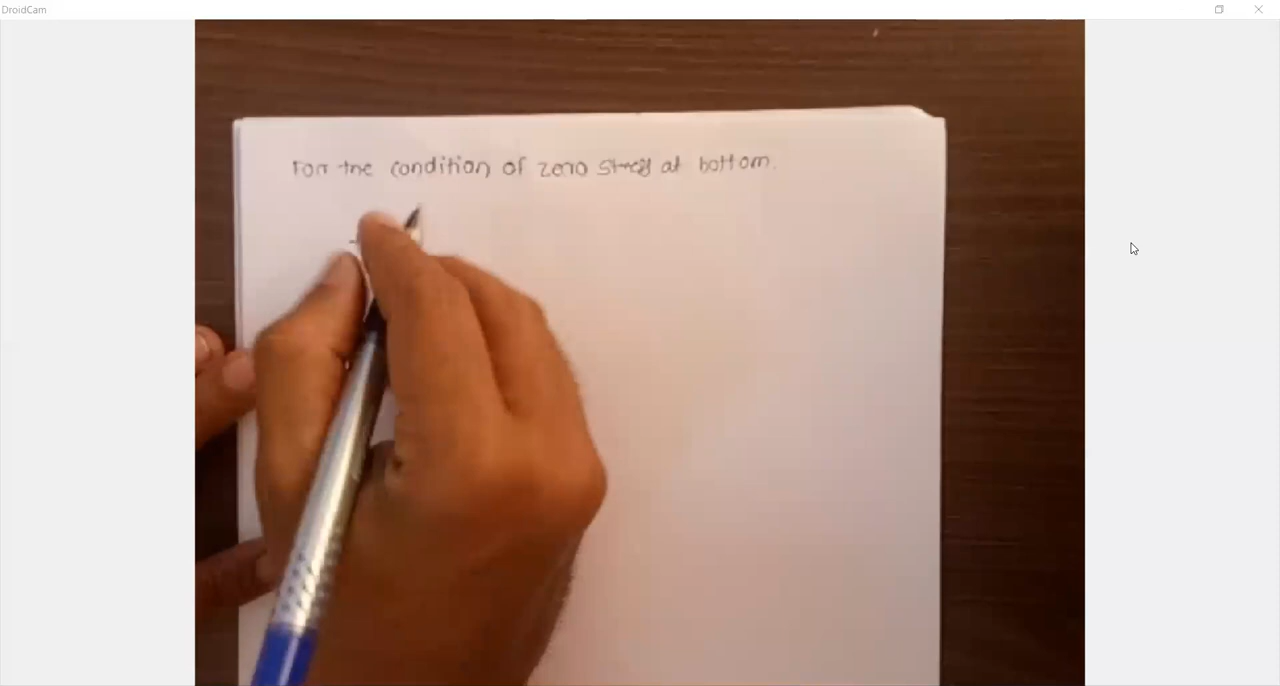 DroidCam
For the condition of zero stress at bottom.